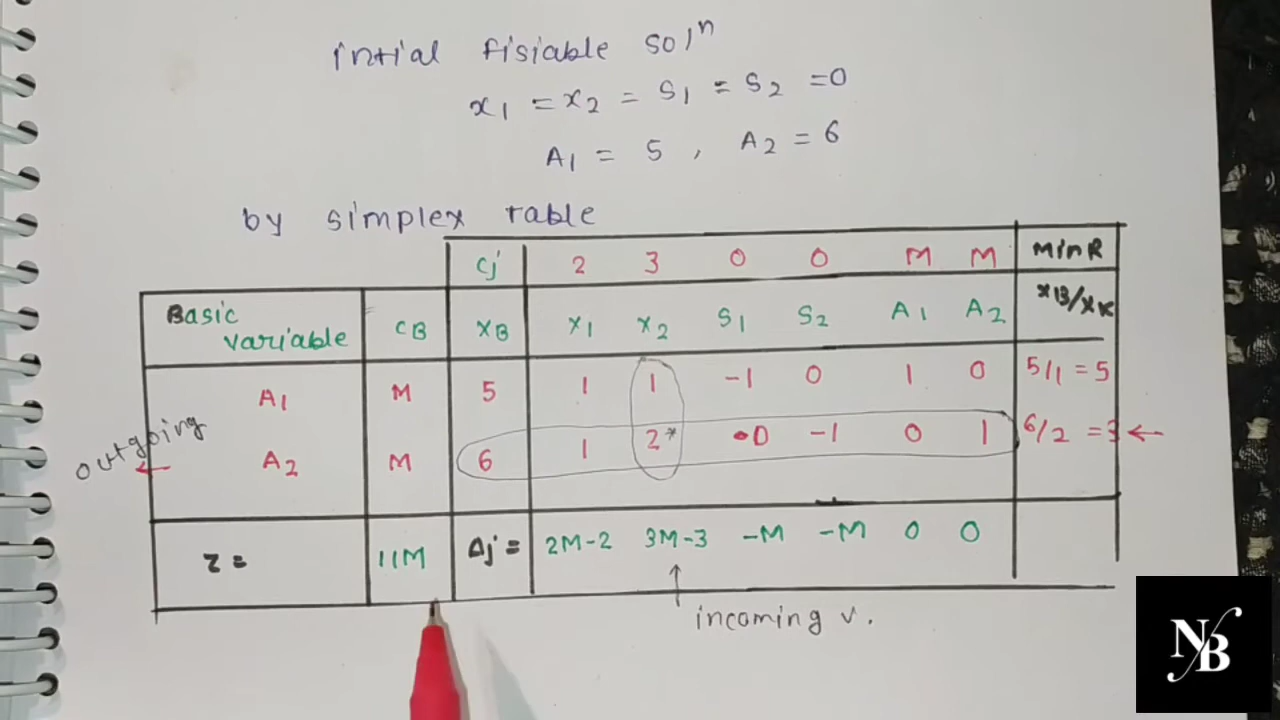 intial fisiable solⁿ
x₁ = x₂ = S₁ = S₂ = 0
A₁ = 5 , A₂ = 6
by simplex table
Cj 2 3 0 0 M M MinR
Basic variable CB XB x₁ x₂ S₁ S₂ A₁ A₂ XB/XK
A₁ M 5 1 1 -1 0 1 0 5/1 = 5
outgoing ← A₂ M 6 1 2* 0 -1 0 1 6/2 = 3 ←
Z = 11M Δj = 2M-2 3M-3 -M -M 0 0
↑
incoming v.
NB